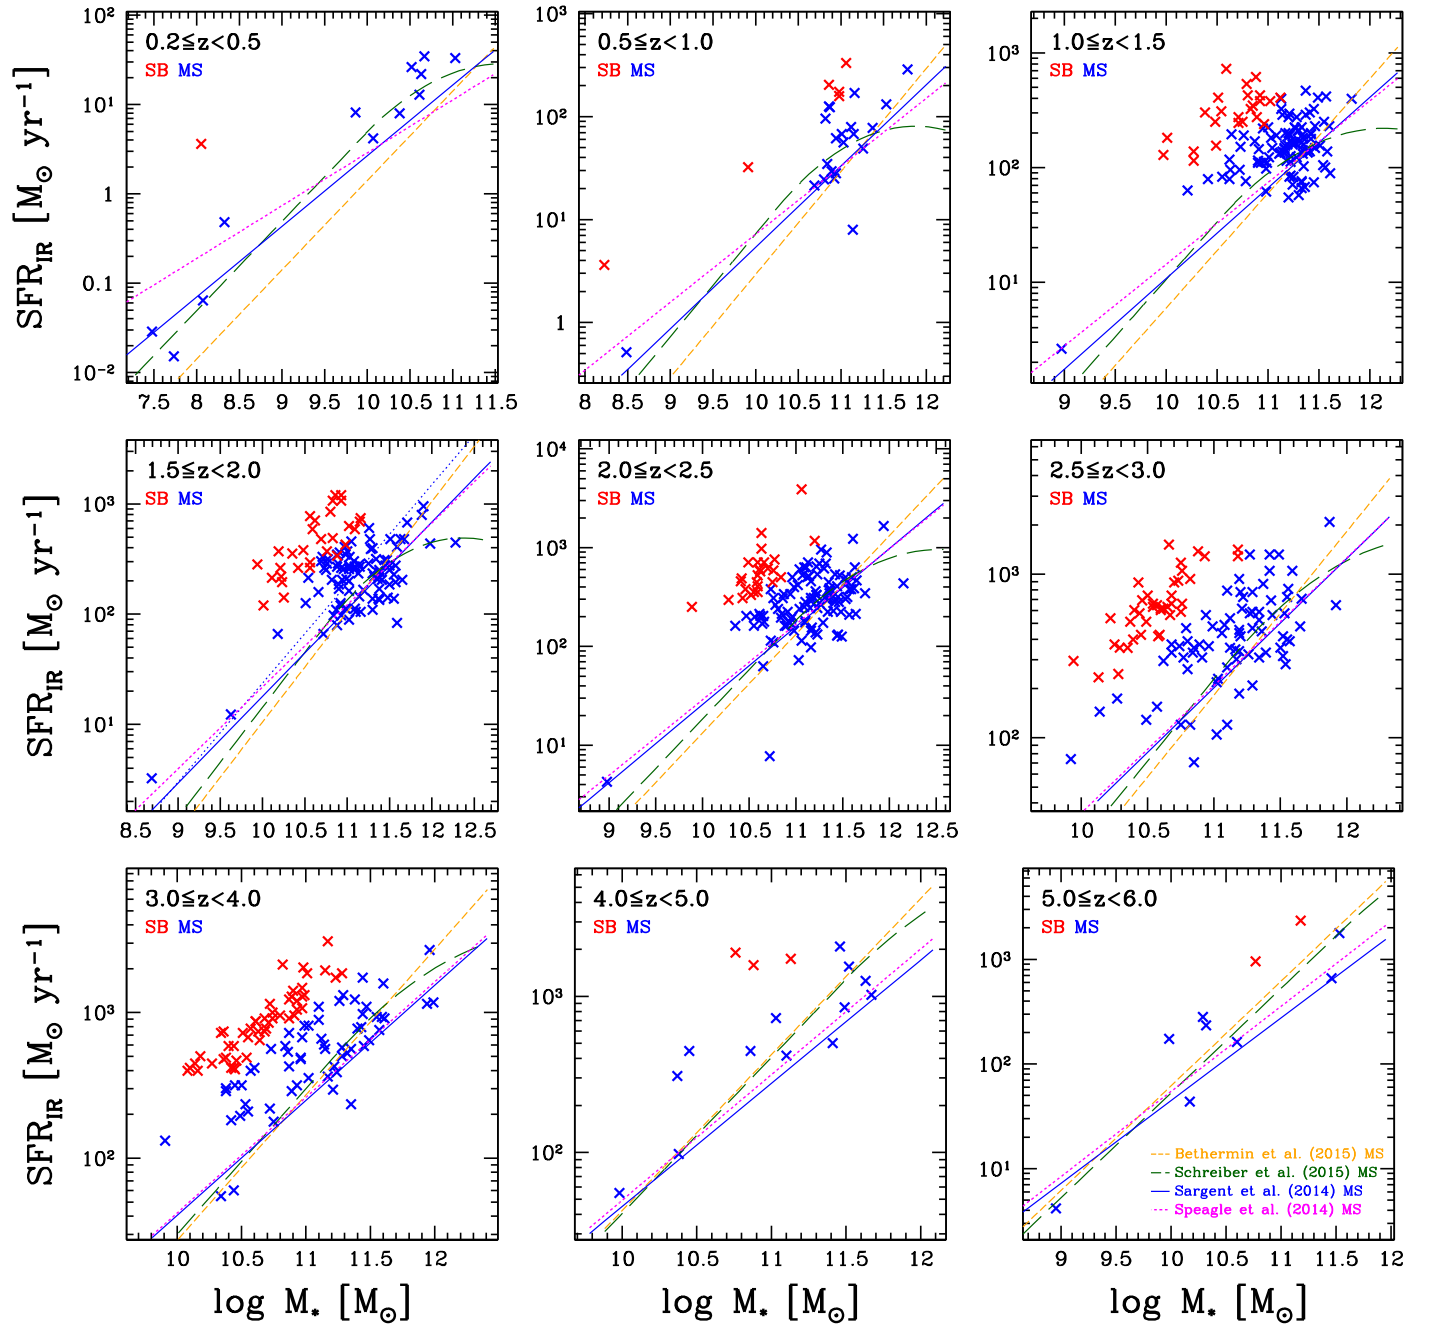 0.2≦z<0.5
SB MS
10²
10¹
1
0.1
10⁻²
7.5 8 8.5 9 9.5 10 10.5 11 11.5
SFR_IR [M⊙ yr⁻¹]
0.5≦z<1.0
SB MS
10³
10²
10¹
1
8 8.5 9 9.5 10 10.5 11 11.5 12
1.0≦z<1.5
SB MS
10³
10²
10¹
9 10 11 12
1.5≦z<2.0
SB MS
10³
10²
10¹
8.5 9 9.5 10 10.5 11 11.5 12 12.5
SFR_IR [M⊙ yr⁻¹]
2.0≦z<2.5
SB MS
10⁴
10³
10²
10¹
9 9.5 10 10.5 11 11.5 12 12.5
2.5≦z<3.0
SB MS
10³
10²
10 10.5 11 11.5 12
3.0≦z<4.0
SB MS
10³
10²
10 10.5 11 11.5 12
SFR_IR [M⊙ yr⁻¹]
log M* [M⊙]
4.0≦z<5.0
SB MS
10³
10²
10 10.5 11 11.5 12
log M* [M⊙]
5.0≦z<6.0
SB MS
10³
10²
10¹
9 9.5 10 10.5 11 11.5 12
Bethermin et al. (2015) MS
Schreiber et al. (2015) MS
Sargent et al. (2014) MS
Speagle et al. (2014) MS
log M* [M⊙]